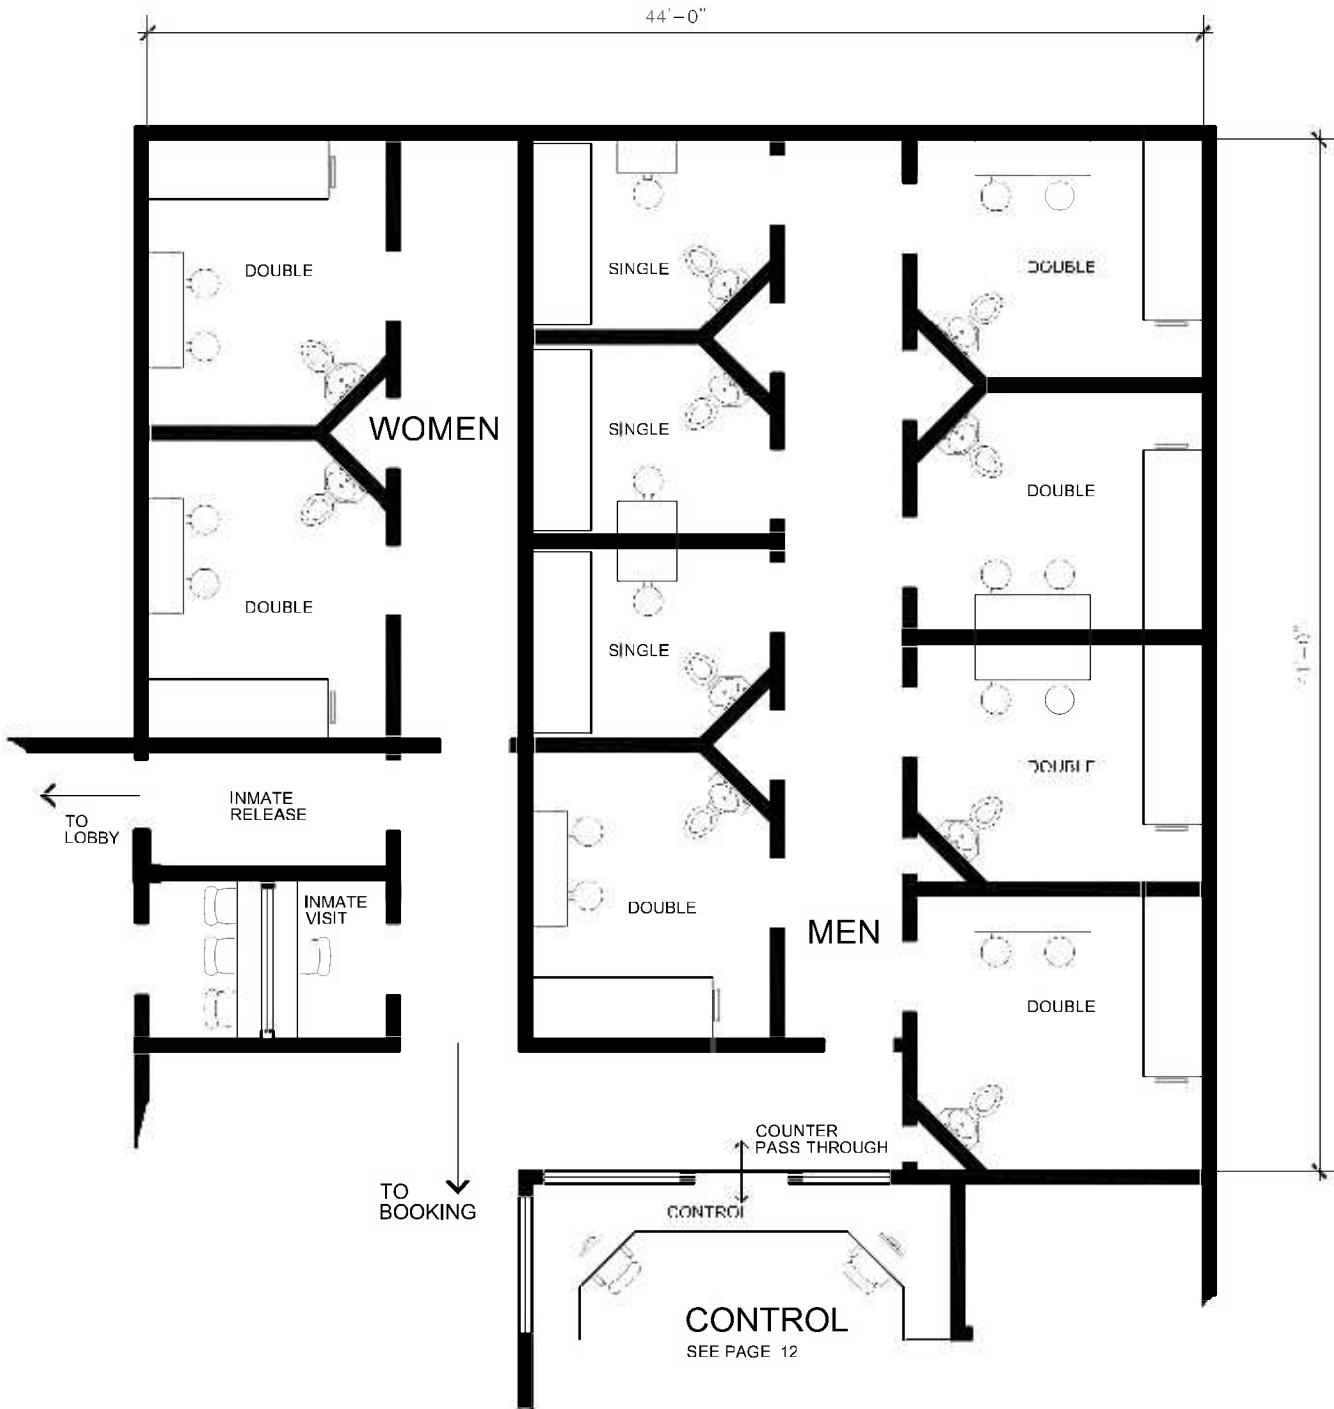 44'-0"
DOUBLE
SINGLE
DOUBLE
WOMEN
SINGLE
DOUBLE
DOUBLE
SINGLE
DOUBLE
INMATE
RELEASE
TO
LOBBY
INMATE
VISIT
DOUBLE
MEN
DOUBLE
COUNTER
PASS THROUGH
TO
BOOKING
CONTROL
CONTROL
SEE PAGE 12